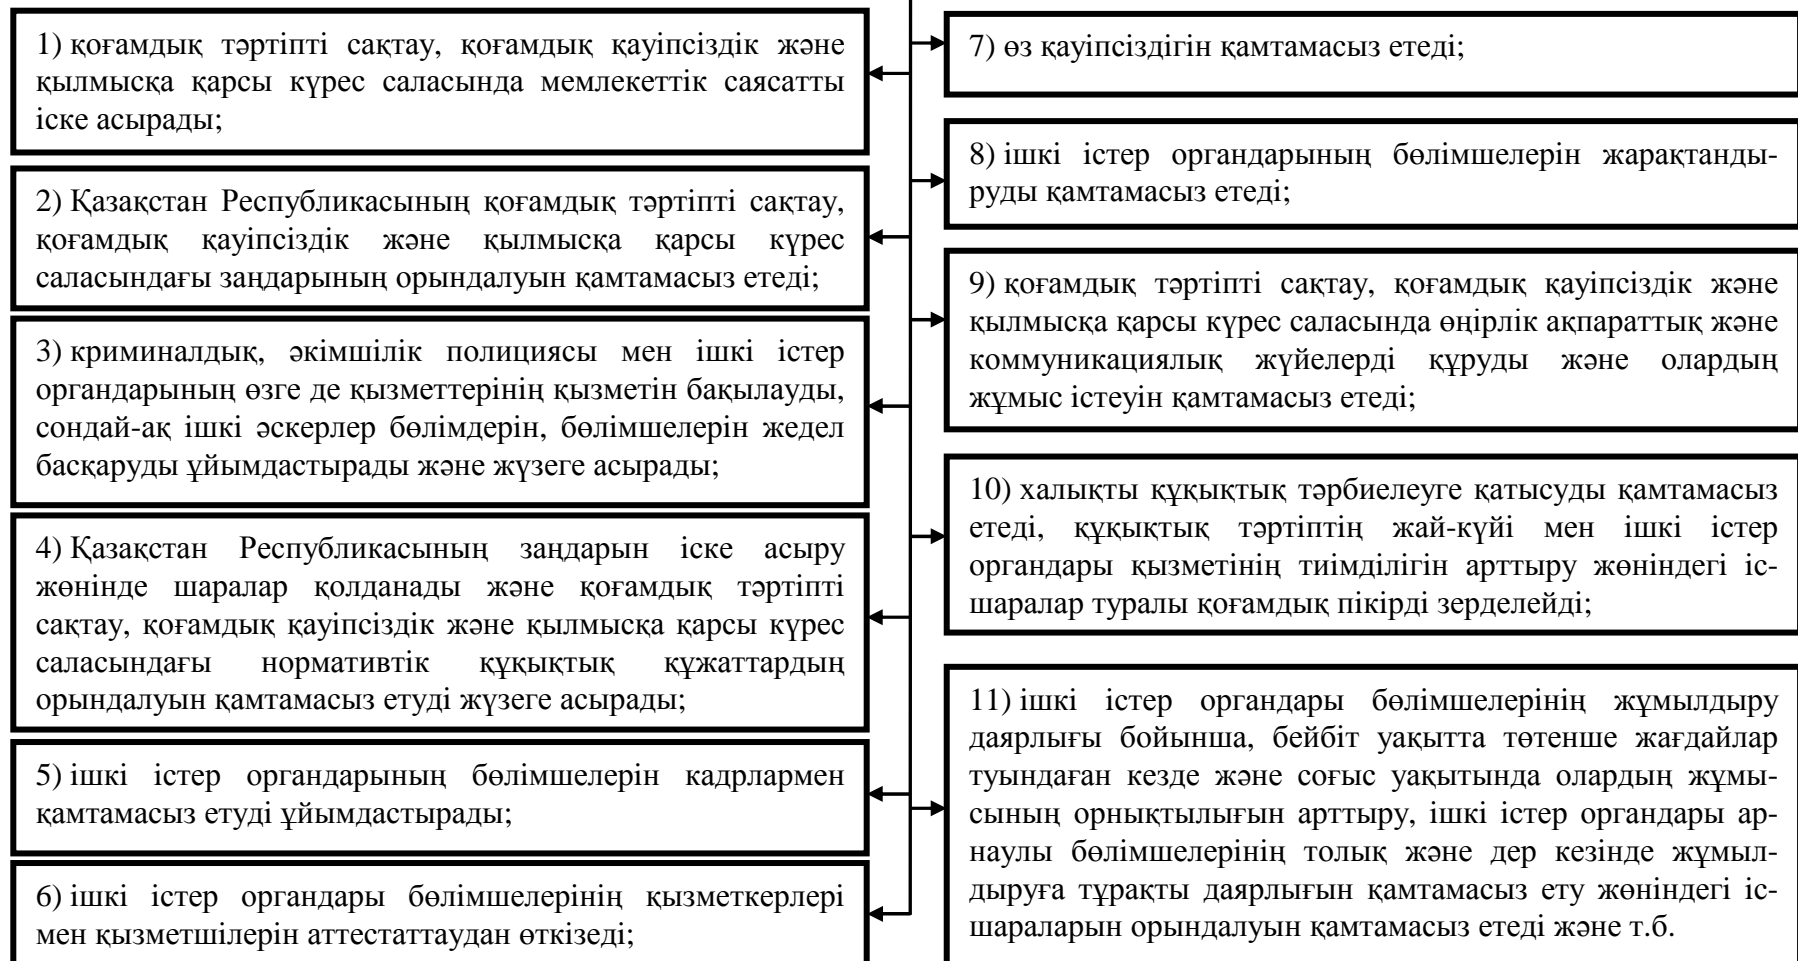 1) қоғамдық тәртіпті сақтау, қоғамдық қауіпсіздік және
қылмысқа қарсы күрес саласында мемлекеттік саясатты
іске асырады;
2) Қазақстан Республикасының қоғамдық тәртіпті сақтау,
қоғамдық қауіпсіздік және қылмысқа қарсы күрес
саласындағы заңдарының орындалуын қамтамасыз етеді;
3) криминалдық, әкімшілік полициясы мен ішкі істер
органдарының өзге де қызметтерінің қызметін бақылауды,
сондай-ақ ішкі әскерлер бөлімдерін, бөлімшелерін жедел
басқаруды ұйымдастырады және жүзеге асырады;
4) Қазақстан Республикасының заңдарын іске асыру
жөнінде шаралар қолданады және қоғамдық тәртіпті
сақтау, қоғамдық қауіпсіздік және қылмысқа қарсы күрес
саласындағы нормативтік құқықтық құжаттардың
орындалуын қамтамасыз етуді жүзеге асырады;
5) ішкі істер органдарының бөлімшелерін кадрлармен
қамтамасыз етуді ұйымдастырады;
6) ішкі істер органдары бөлімшелерінің қызметкерлері
мен қызметшілерін аттестаттаудан өткізеді;
7) өз қауіпсіздігін қамтамасыз етеді;
8) ішкі істер органдарының бөлімшелерін жарақтанды-
руды қамтамасыз етеді;
9) қоғамдық тәртіпті сақтау, қоғамдық қауіпсіздік және
қылмысқа қарсы күрес саласында өңірлік ақпараттық және
коммуникациялық жүйелерді құруды және олардың
жұмыс істеуін қамтамасыз етеді;
10) халықты құқықтық тәрбиелеуге қатысуды қамтамасыз
етеді, құқықтық тәртіптің жай-күйі мен ішкі істер
органдары қызметінің тиімділігін арттыру жөніндегі іс-
шаралар туралы қоғамдық пікірді зерделейді;
11) ішкі істер органдары бөлімшелерінің жұмылдыру
даярлығы бойынша, бейбіт уақытта төтенше жағдайлар
туындаған кезде және соғыс уақытында олардың жұмы-
сының орнықтылығын арттыру, ішкі істер органдары ар-
наулы бөлімшелерінің толық және дер кезінде жұмыл-
дыруға тұрақты даярлығын қамтамасыз ету жөніндегі іс-
шараларын орындалуын қамтамасыз етеді және т.б.